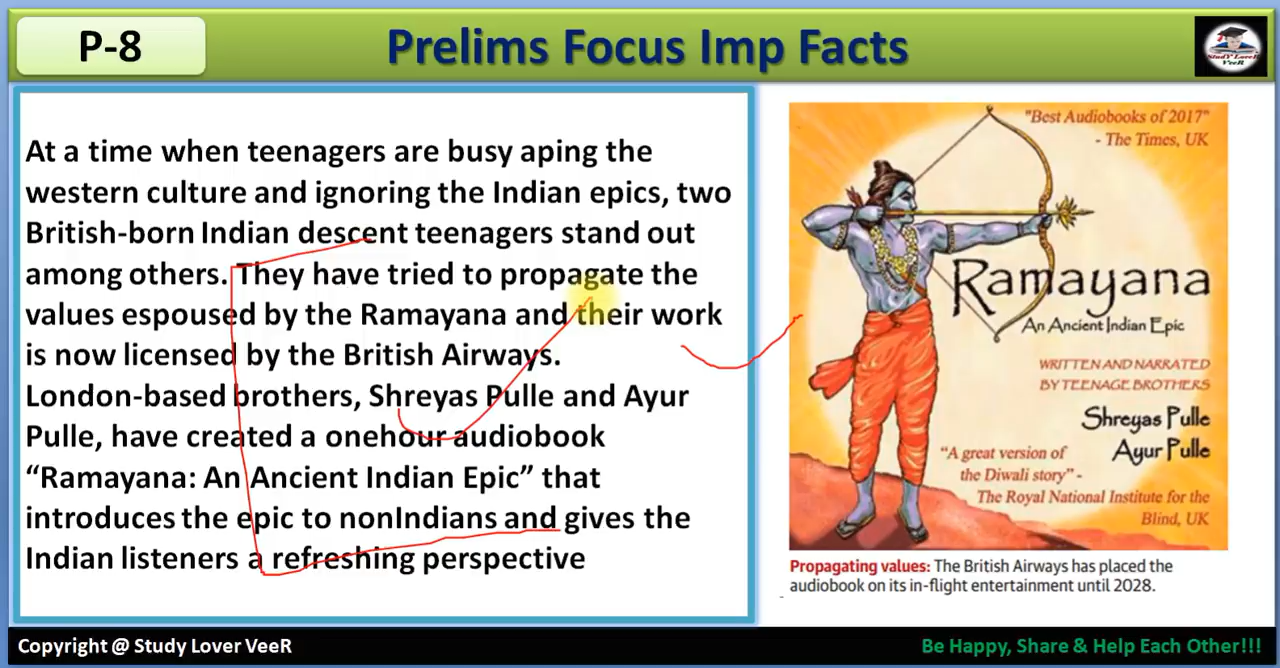 P-8
Prelims Focus Imp Facts
StudY LoveR
VeeR
At a time when teenagers are busy aping the
western culture and ignoring the Indian epics, two
British-born Indian descent teenagers stand out
among others. They have tried to propagate the
values espoused by the Ramayana and their work
is now licensed by the British Airways.
London-based brothers, Shreyas Pulle and Ayur
Pulle, have created a onehour audiobook
“Ramayana: An Ancient Indian Epic” that
introduces the epic to nonIndians and gives the
Indian listeners a refreshing perspective
"Best Audiobooks of 2017"
- The Times, UK
Ramayana
An Ancient Indian Epic
WRITTEN AND NARRATED
BY TEENAGE BROTHERS
Shreyas Pulle
Ayur Pulle
“A great version of
the Diwali story” -
The Royal National Institute for the
Blind, UK
Propagating values: The British Airways has placed the
audiobook on its in-flight entertainment until 2028.
Copyright @ Study Lover VeeR
Be Happy, Share & Help Each Other!!!